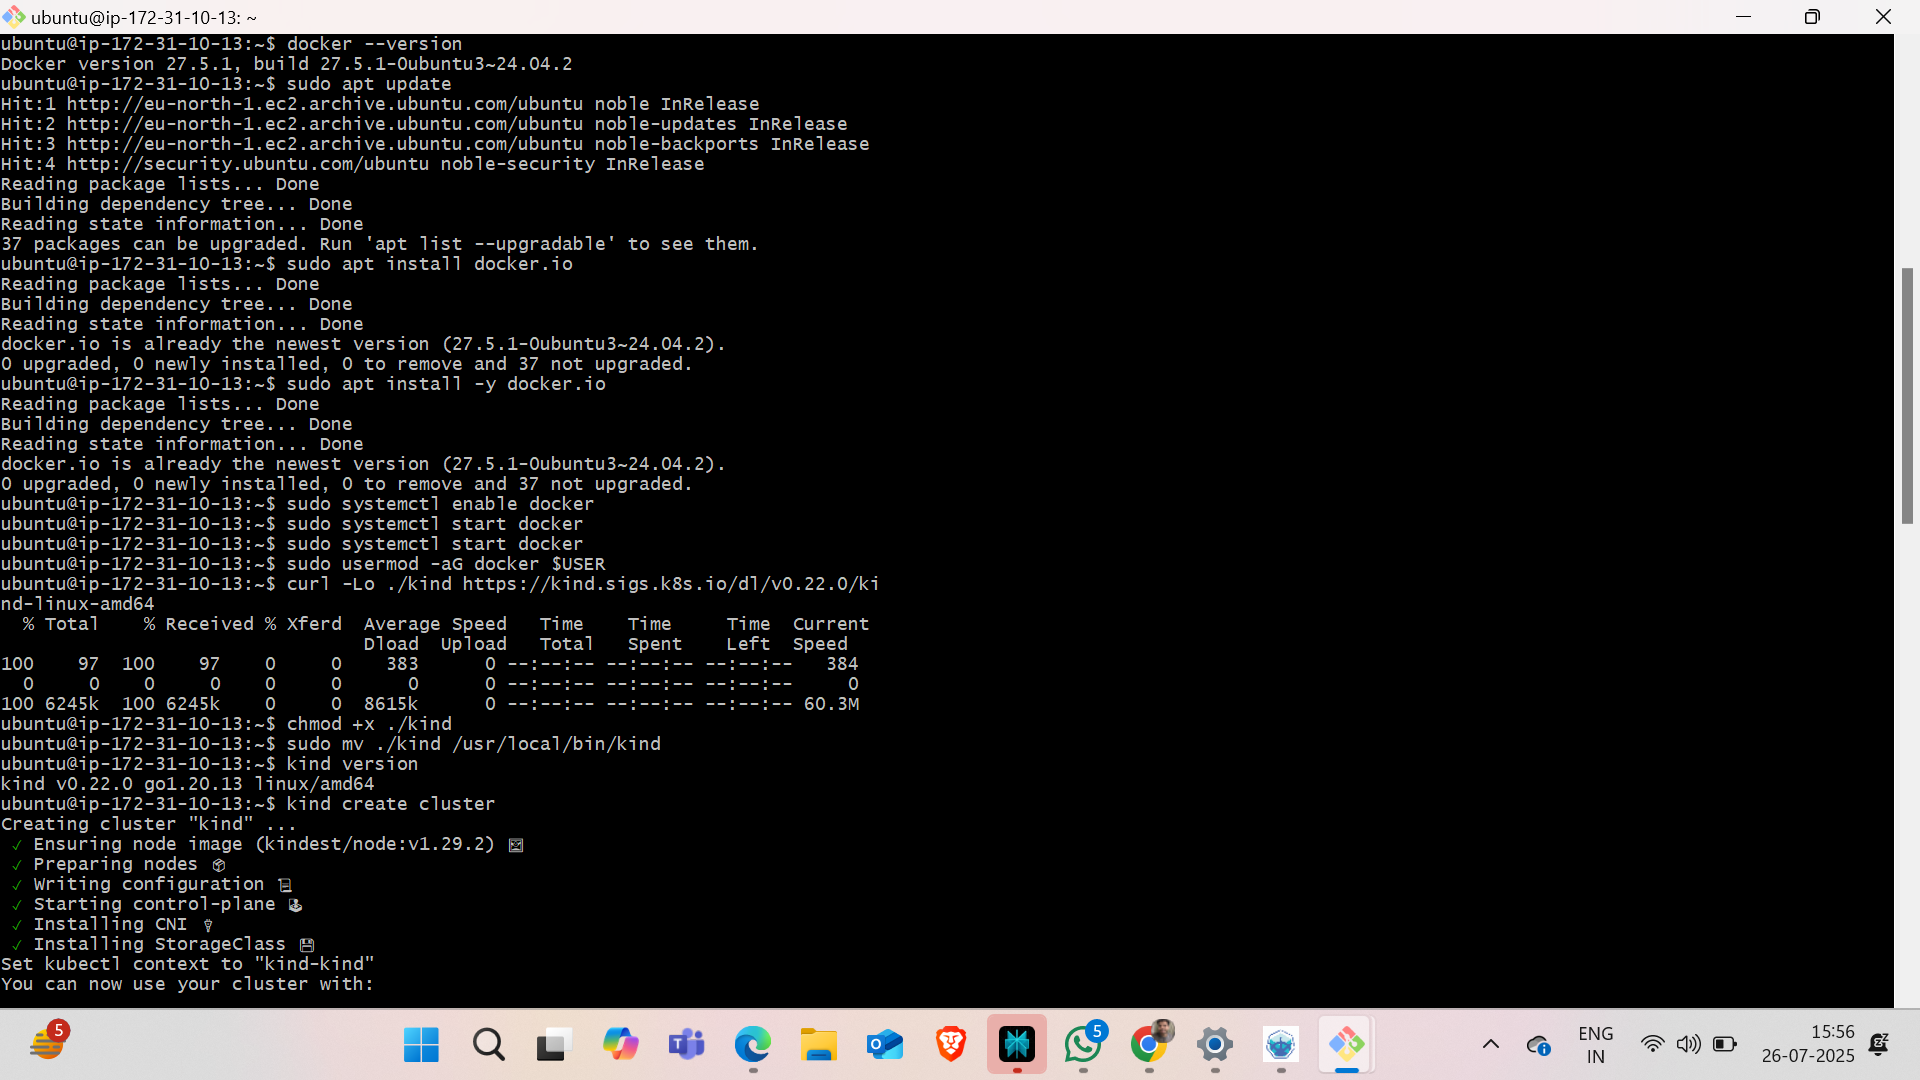 ubuntu@ip-172-31-10-13: ~
ubuntu@ip-172-31-10-13:~$ docker --version
Docker version 27.5.1, build 27.5.1-0ubuntu3~24.04.2
ubuntu@ip-172-31-10-13:~$ sudo apt update
Hit:1 http://eu-north-1.ec2.archive.ubuntu.com/ubuntu noble InRelease
Hit:2 http://eu-north-1.ec2.archive.ubuntu.com/ubuntu noble-updates InRelease
Hit:3 http://eu-north-1.ec2.archive.ubuntu.com/ubuntu noble-backports InRelease
Hit:4 http://security.ubuntu.com/ubuntu noble-security InRelease
Reading package lists... Done
Building dependency tree... Done
Reading state information... Done
37 packages can be upgraded. Run 'apt list --upgradable' to see them.
ubuntu@ip-172-31-10-13:~$ sudo apt install docker.io
Reading package lists... Done
Building dependency tree... Done
Reading state information... Done
docker.io is already the newest version (27.5.1-0ubuntu3~24.04.2).
0 upgraded, 0 newly installed, 0 to remove and 37 not upgraded.
ubuntu@ip-172-31-10-13:~$ sudo apt install -y docker.io
Reading package lists... Done
Building dependency tree... Done
Reading state information... Done
docker.io is already the newest version (27.5.1-0ubuntu3~24.04.2).
0 upgraded, 0 newly installed, 0 to remove and 37 not upgraded.
ubuntu@ip-172-31-10-13:~$ sudo systemctl enable docker
ubuntu@ip-172-31-10-13:~$ sudo systemctl start docker
ubuntu@ip-172-31-10-13:~$ sudo systemctl start docker
ubuntu@ip-172-31-10-13:~$ sudo usermod -aG docker $USER
ubuntu@ip-172-31-10-13:~$ curl -Lo ./kind https://kind.sigs.k8s.io/dl/v0.22.0/ki
nd-linux-amd64
  % Total    % Received % Xferd  Average Speed   Time    Time     Time  Current
                                 Dload  Upload   Total   Spent    Left  Speed
100    97  100    97    0     0    383      0 --:--:-- --:--:-- --:--:--   384
  0     0    0     0    0     0      0      0 --:--:-- --:--:-- --:--:--     0
100 6245k  100 6245k    0     0  8615k      0 --:--:-- --:--:-- --:--:-- 60.3M
ubuntu@ip-172-31-10-13:~$ chmod +x ./kind
ubuntu@ip-172-31-10-13:~$ sudo mv ./kind /usr/local/bin/kind
ubuntu@ip-172-31-10-13:~$ kind version
kind v0.22.0 go1.20.13 linux/amd64
ubuntu@ip-172-31-10-13:~$ kind create cluster
Creating cluster "kind" ...
 ✓ Ensuring node image (kindest/node:v1.29.2) 🖼
 ✓ Preparing nodes 📦
 ✓ Writing configuration 📜
 ✓ Starting control-plane 🕹
 ✓ Installing CNI 🔌
 ✓ Installing StorageClass 💾
Set kubectl context to "kind-kind"
You can now use your cluster with:
5
5
ENG
IN
15:56
26-07-2025